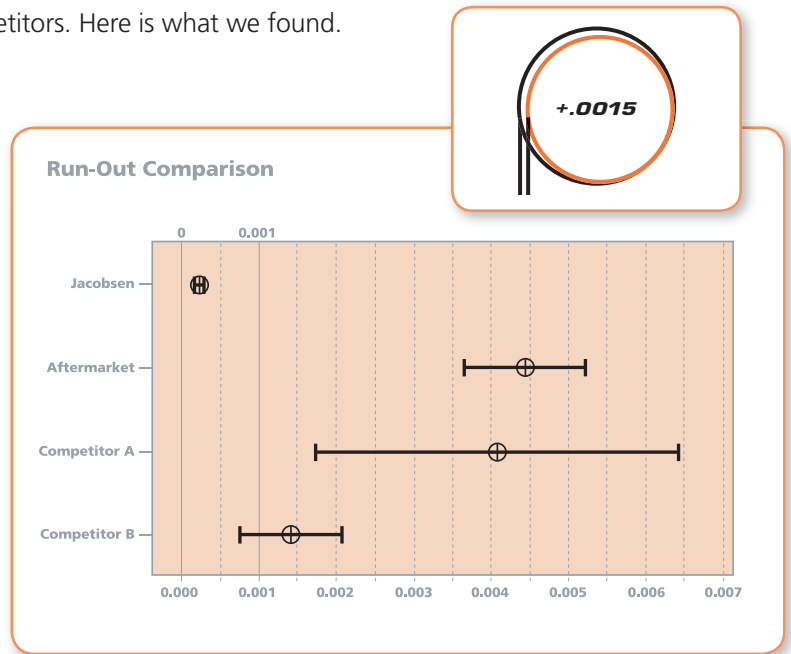 etitors. Here is what we found.
+.0015
Run-Out Comparison
0 0.001
Jacobsen
Aftermarket
Competitor A
Competitor B
0.000 0.001 0.002 0.003 0.004 0.005 0.006 0.007